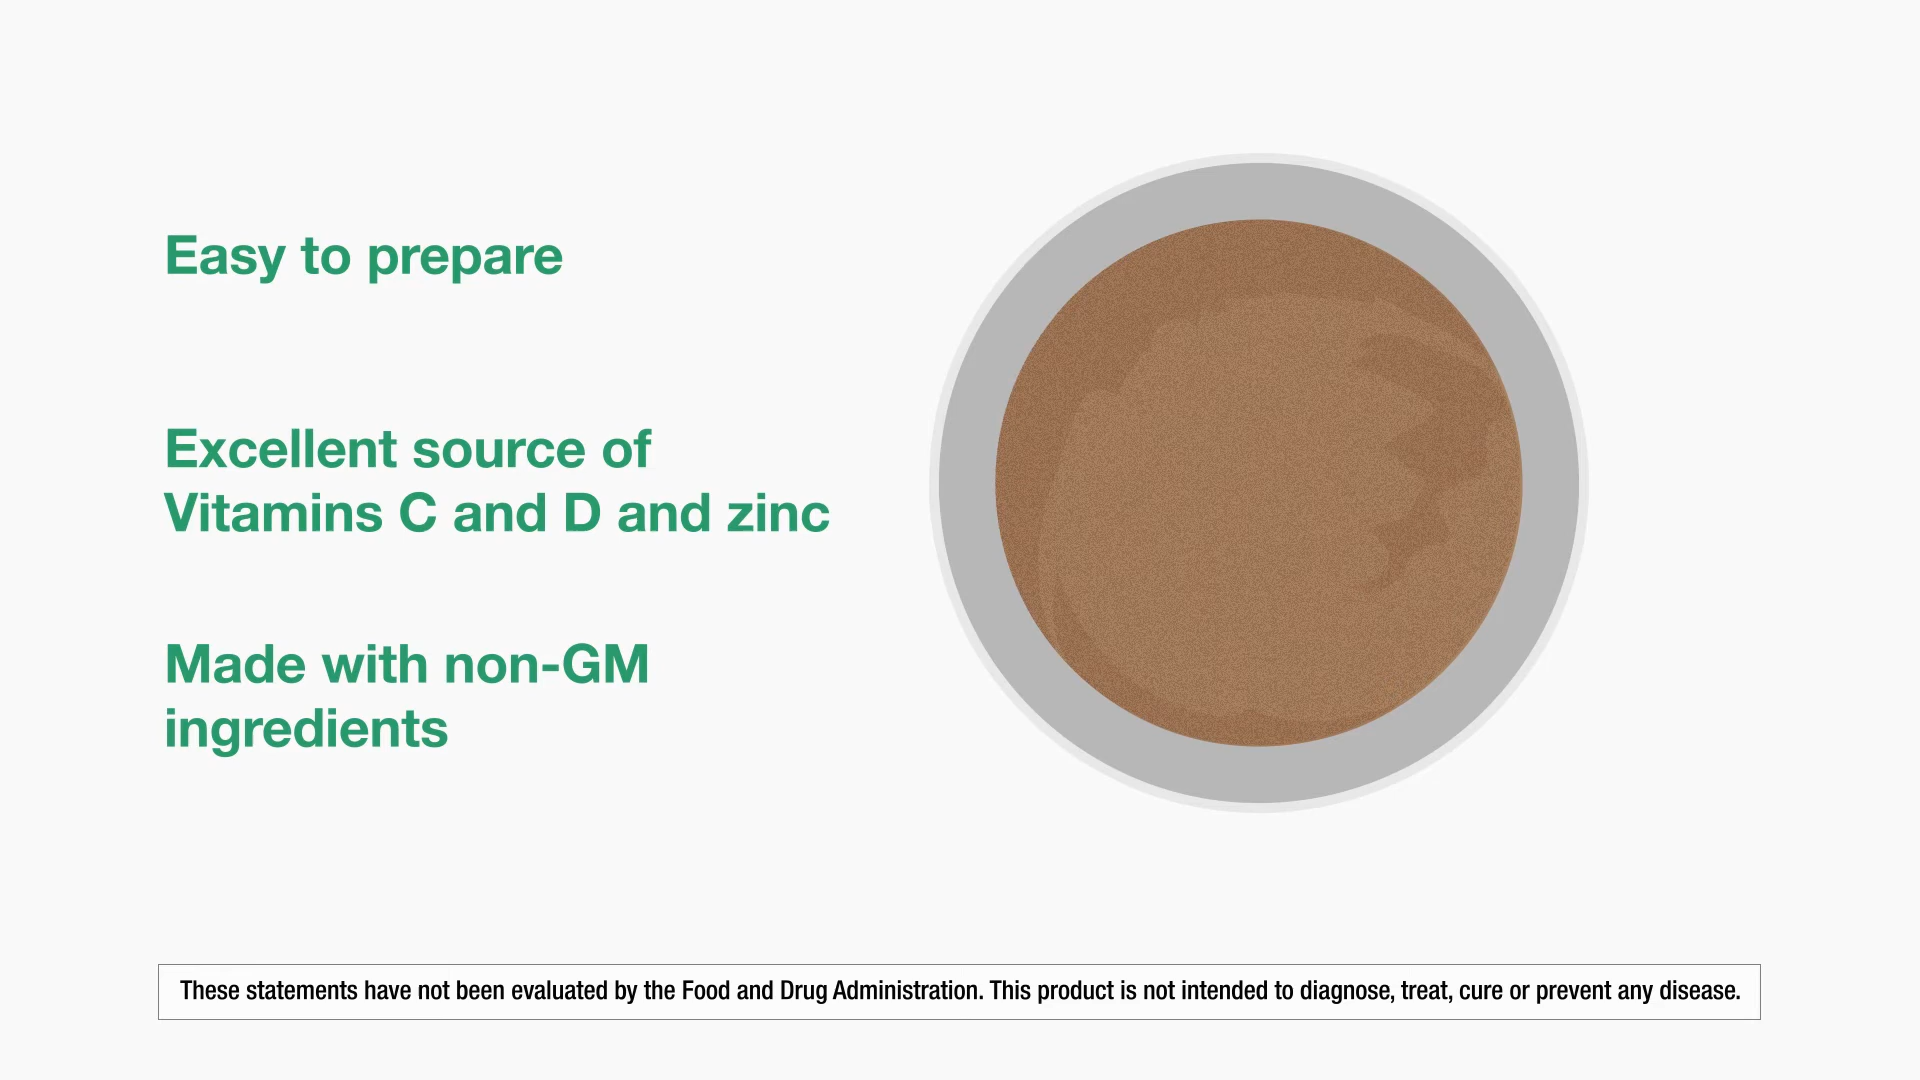 Easy to prepare
Excellent source of
Vitamins C and D and zinc
Made with non-GM
ingredients
These statements have not been evaluated by the Food and Drug Administration. This product is not intended to diagnose, treat, cure or prevent any disease.